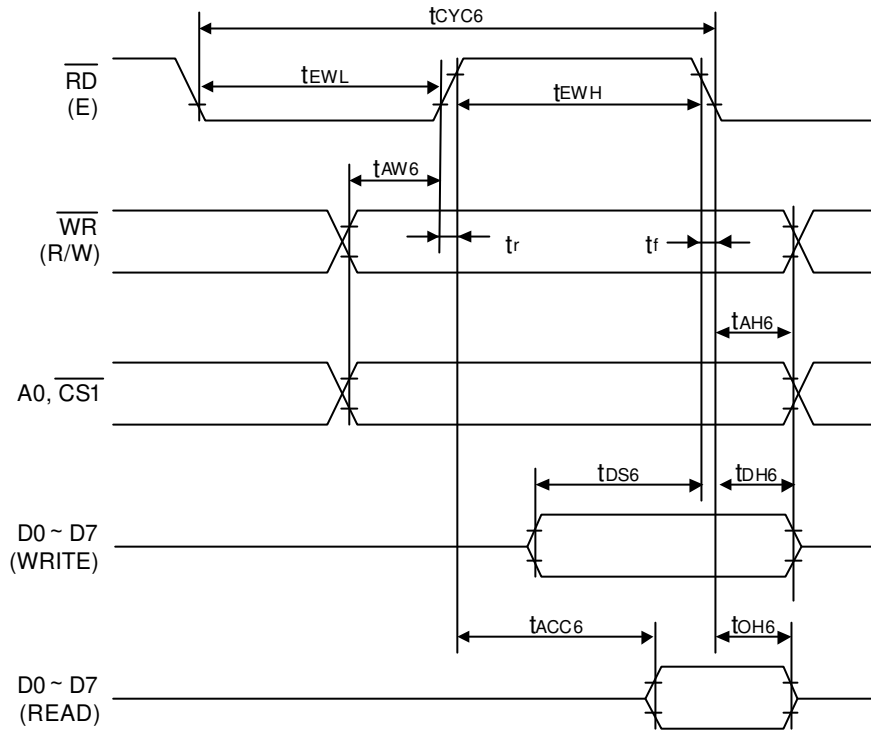 tCYC6
tEWL
RD
(E)
tEWH
tAW6
WR
(R/W)
tr
tf
tAH6
A0, CS1
tDS6
tDH6
D0 ~ D7
(WRITE)
tACC6
tOH6
D0 ~ D7
(READ)